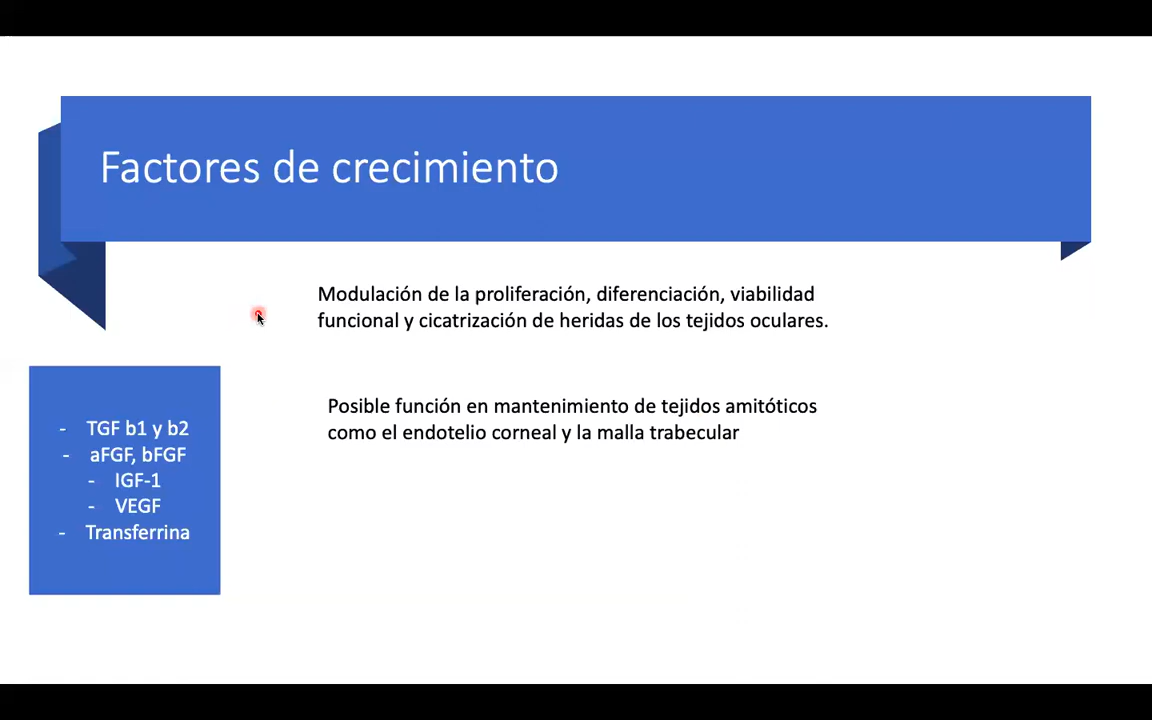 Factores de crecimiento
Modulación de la proliferación, diferenciación, viabilidad
funcional y cicatrización de heridas de los tejidos oculares.
Posible función en mantenimiento de tejidos amitóticos
como el endotelio corneal y la malla trabecular
- TGF b1 y b2
- aFGF, bFGF
- IGF-1
- VEGF
- Transferrina